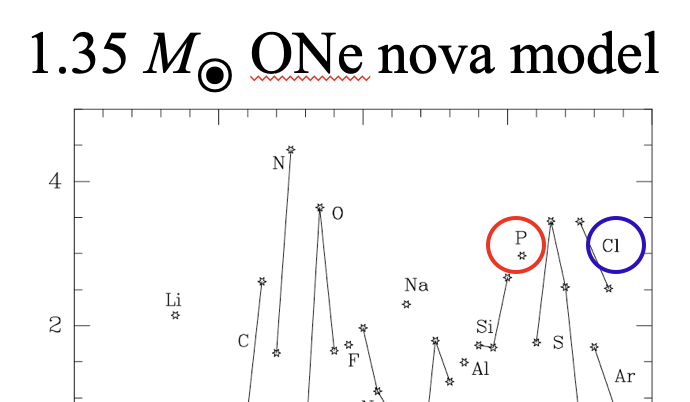 1.35 M☉ ONe nova model
4
N
O
P
Cl
Li
Na
2
C
F
Si
Al
S
Ar